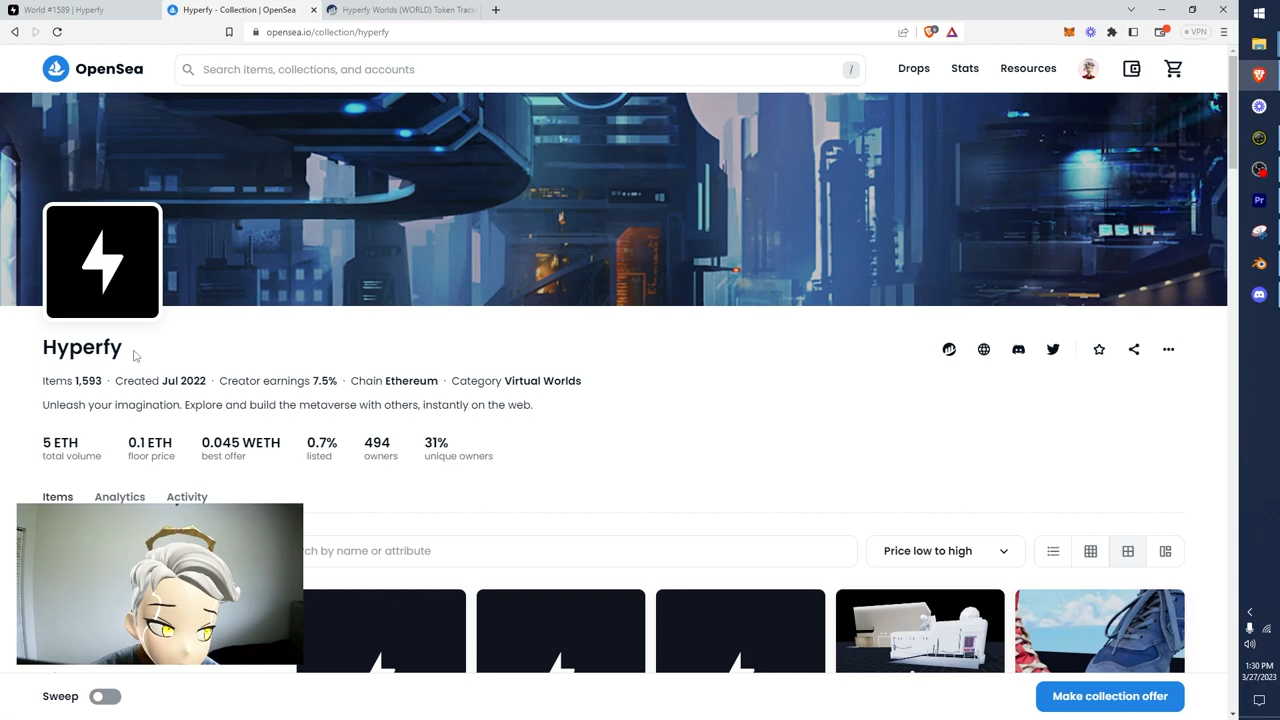 World #1589 | Hyperfy
Hyperfy - Collection | OpenSea
Hyperfy Worlds (WORLD) Token Track
opensea.io/collection/hyperfy
VPN
OpenSea
Search items, collections, and accounts
/
Drops
Stats
Resources
Hyperfy
Items 1,593 · Created Jul 2022 · Creator earnings 7.5% · Chain Ethereum · Category Virtual Worlds
Unleash your imagination. Explore and build the metaverse with others, instantly on the web.
5 ETH
total volume
0.1 ETH
floor price
0.045 WETH
best offer
0.7%
listed
494
owners
31%
unique owners
Items
Analytics
Activity
ch by name or attribute
Price low to high
Sweep
Make collection offer
Pr
1:30 PM
3/27/2023